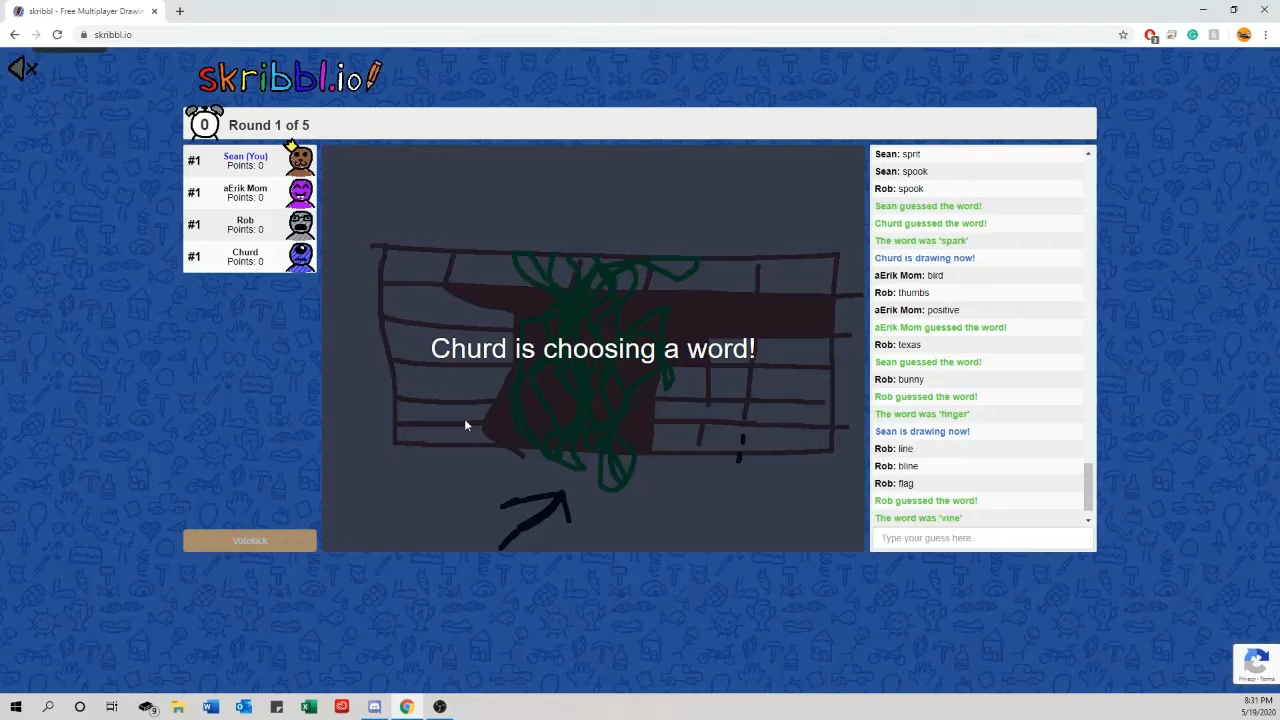 skribbl - Free Multiplayer Drawin
skribbl.io
3
skribbl.io
0
Round 1 of 5
#1 Sean (You)
Points: 0
#1 aErik Mom
Points: 0
#1 Rob
Points: 0
#1 Churd
Points: 0
Votekick
Churd is choosing a word!
Sean: sprit
Sean: spook
Rob: spook
Sean guessed the word!
Churd guessed the word!
The word was 'spark'
Churd is drawing now!
aErik Mom: bird
Rob: thumbs
aErik Mom: positive
aErik Mom guessed the word!
Rob: texas
Sean guessed the word!
Rob: bunny
Rob guessed the word!
The word was 'finger'
Sean is drawing now!
Rob: line
Rob: bline
Rob: flag
Rob guessed the word!
The word was 'vine'
Type your guess here...
Privacy - Terms
9
8:31 PM
5/19/2020